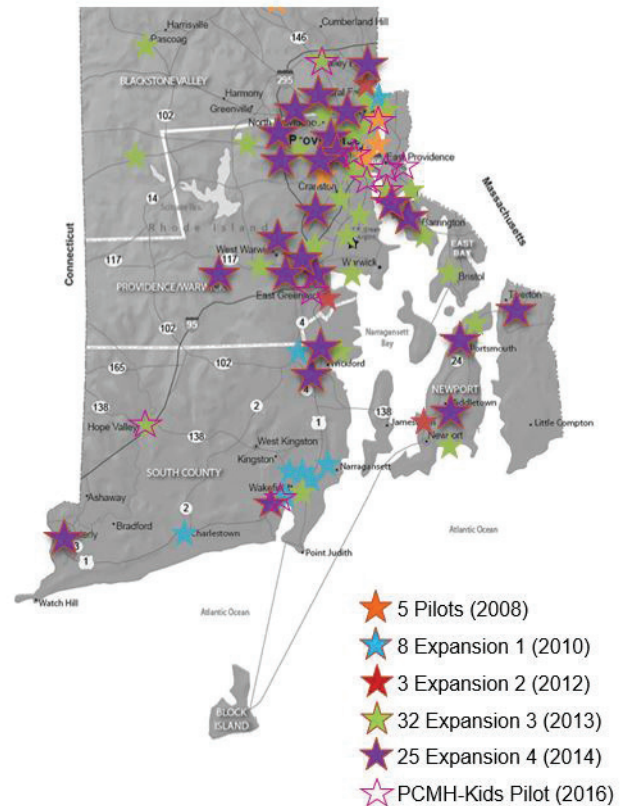 Harrisville
Cumberland Hill
Pascoag
146
295
BLACKSTONE VALLEY
Harmony
Greenville
102
East Providence
Cranston
14
Rhode Island
Massachusetts
Connecticut
Barrington
EAST BAY
117
West Warwick
117
Warwick
Bristol
PROVIDENCE/WARWICK
East Greenwich
Tiverton
95
4
102
Narragansett Bay
Portsmouth
24
165
102
Wickford
4
NEWPORT
Middletown
138
2
1
138
Hope Valley
138
Little Compton
West Kingston
Kingston
Narragansett
SOUTH COUNTY
Wakefield
Ashaway
2
Bradford
Charlestown
1
Atlantic Ocean
Point Judith
Watch Hill
Atlantic Ocean
BLOCK ISLAND
5 Pilots (2008)
8 Expansion 1 (2010)
3 Expansion 2 (2012)
32 Expansion 3 (2013)
25 Expansion 4 (2014)
PCMH-Kids Pilot (2016)